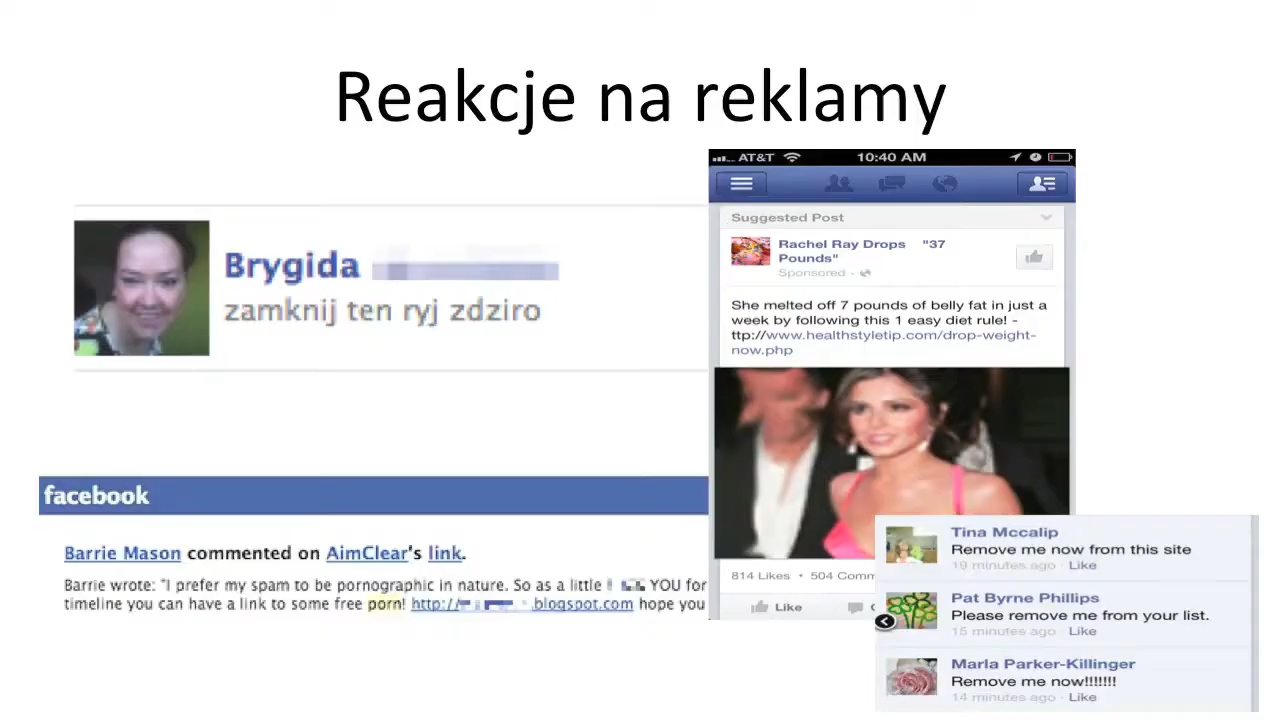 Reakcje na reklamy
Brygida
zamknij ten ryj zdziro
facebook
Barrie Mason commented on AimClear's link.
Barrie wrote: "I prefer my spam to be pornographic in nature. So as a little YOU for
timeline you can have a link to some free porn! http:// .blogspot.com hope you
AT&T 10:40 AM
Suggested Post
Rachel Ray Drops "37
Pounds"
Sponsored ·
She melted off 7 pounds of belly fat in just a
week by following this 1 easy diet rule! -
ttp://www.healthstyletip.com/drop-weight-
now.php
814 Likes • 504 Comm
Like C
Tina Mccalip
Remove me now from this site
19 minutes ago · Like
Pat Byrne Phillips
Please remove me from your list.
15 minutes ago · Like
Marla Parker-Killinger
Remove me now!!!!!!!
14 minutes ago · Like